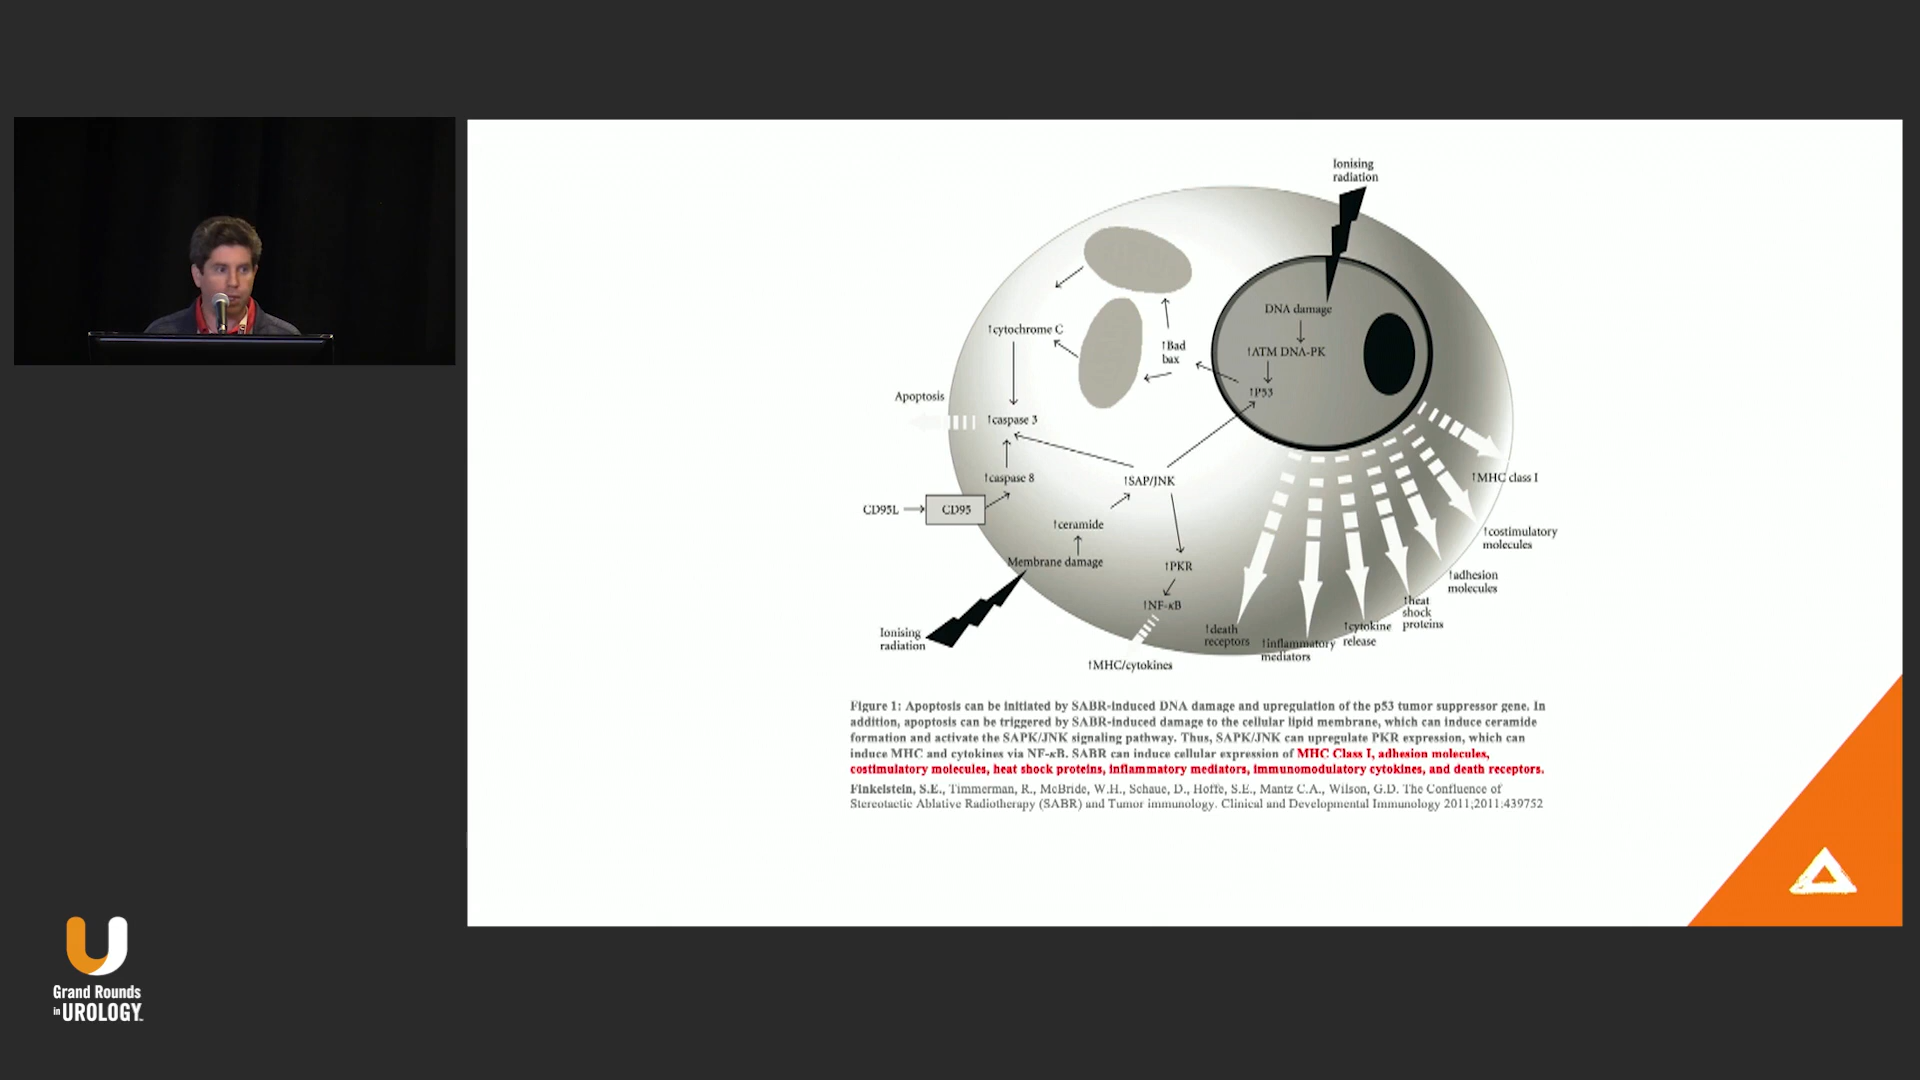 Ionising
radiation
DNA damage
↑ATM DNA-PK
↑P53
↑cytochrome C
↑Bad
bax
Apoptosis
↑caspase 3
↑caspase 8
↑SAP/JNK
CD95L
CD95
↑ceramide
Membrane damage
↑PKR
↑NF-κB
Ionising
radiation
↑MHC/cytokines
↑death
receptors
↑inflammatory
mediators
↑cytokine
release
↑heat
shock
proteins
↑adhesion
molecules
↑costimulatory
molecules
↑MHC class I
Figure 1: Apoptosis can be initiated by SABR-induced DNA damage and upregulation of the p53 tumor suppressor gene. In
addition, apoptosis can be triggered by SABR-induced damage to the cellular lipid membrane, which can induce ceramide
formation and activate the SAPK/JNK signaling pathway. Thus, SAPK/JNK can upregulate PKR expression, which can
induce MHC and cytokines via NF-κB. SABR can induce cellular expression of MHC Class I, adhesion molecules,
costimulatory molecules, heat shock proteins, inflammatory mediators, immunomodulatory cytokines, and death receptors.
Finkelstein, S.E., Timmerman, R., McBride, W.H., Schaue, D., Hoffe, S.E., Mantz C.A., Wilson, G.D. The Confluence of
Stereotactic Ablative Radiotherapy (SABR) and Tumor immunology. Clinical and Developmental Immunology 2011;2011:439752
Grand Rounds
in UROLOGY